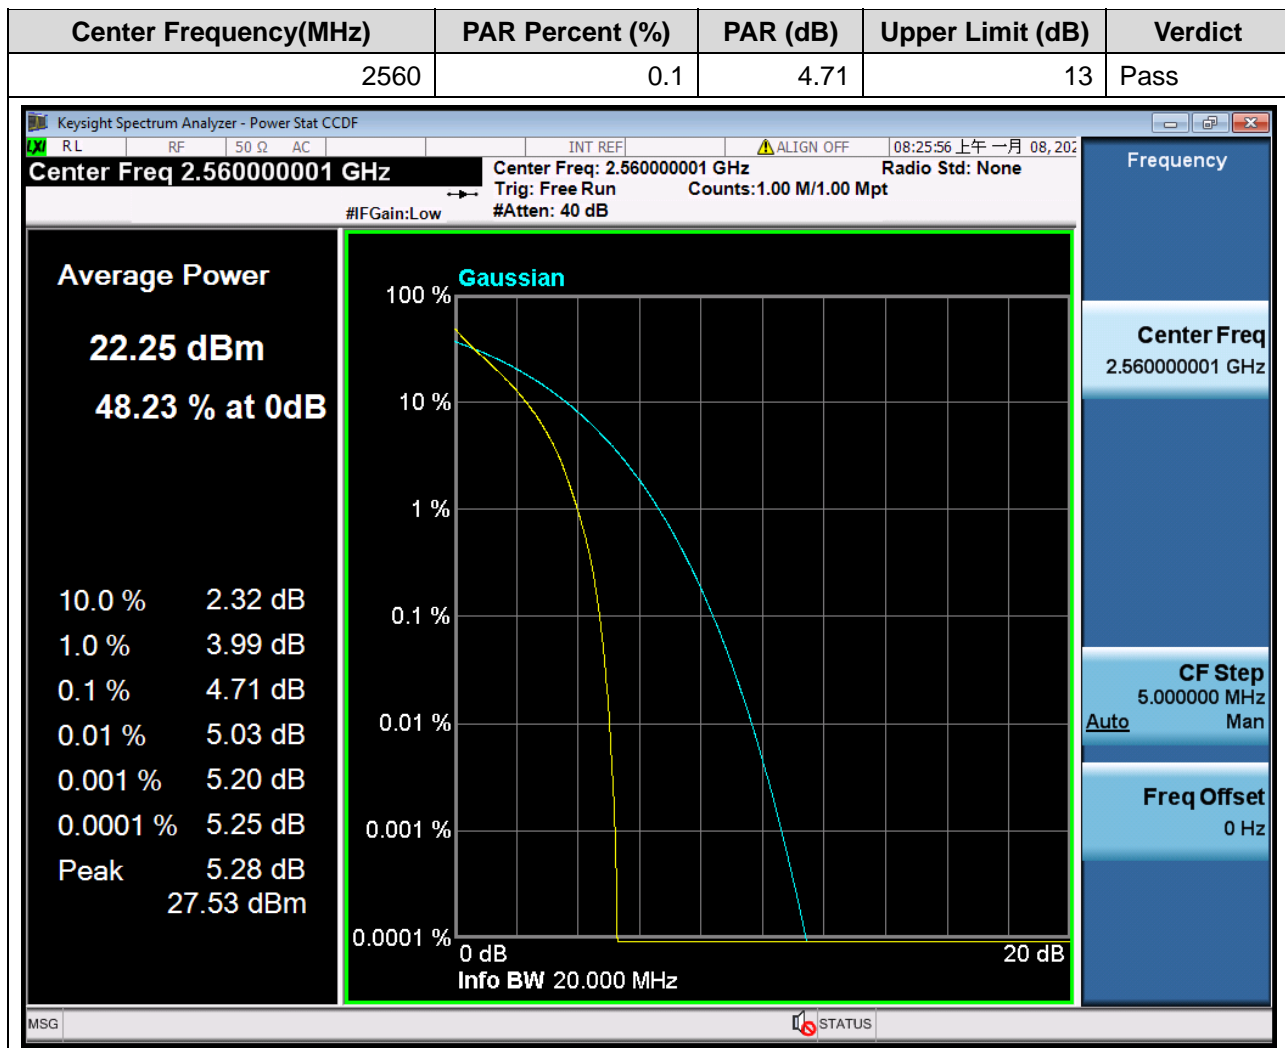 Center Frequency(MHz) PAR Percent (%) PAR (dB) Upper Limit (dB) Verdict
2560 0.1 4.71 13 Pass
Keysight Spectrum Analyzer - Power Stat CCDF
LXI RL RF 50 Ω AC INT REF ALIGN OFF 08:25:56 上午 一月 08, 202
Center Freq 2.560000001 GHz
#IFGain:Low
Center Freq: 2.560000001 GHz Radio Std: None
Trig: Free Run Counts:1.00 M/1.00 Mpt
#Atten: 40 dB
Average Power
22.25 dBm
48.23 % at 0dB
10.0 % 2.32 dB
1.0 % 3.99 dB
0.1 % 4.71 dB
0.01 % 5.03 dB
0.001 % 5.20 dB
0.0001 % 5.25 dB
Peak 5.28 dB
27.53 dBm
Gaussian
100 %
10 %
1 %
0.1 %
0.01 %
0.001 %
0.0001 %
0 dB 20 dB
Info BW 20.000 MHz
Frequency
Center Freq
2.560000001 GHz
CF Step
5.000000 MHz
Auto Man
Freq Offset
0 Hz
MSG STATUS